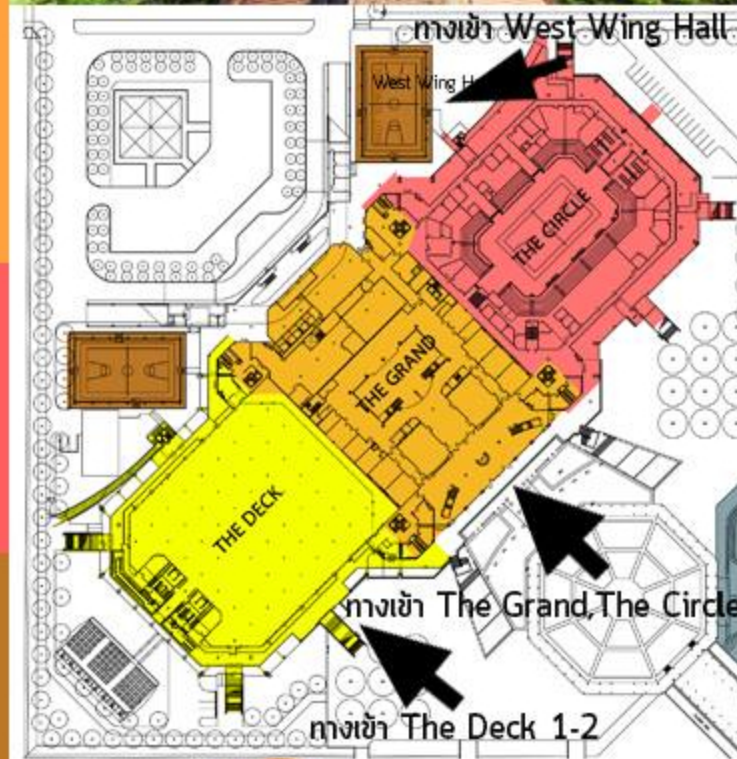 ทางเข้า West Wing Hall
West Wing
THE CIRCLE
THE GRAND
THE DECK
ทางเข้า The Grand,The Circle
ทางเข้า The Deck 1-2